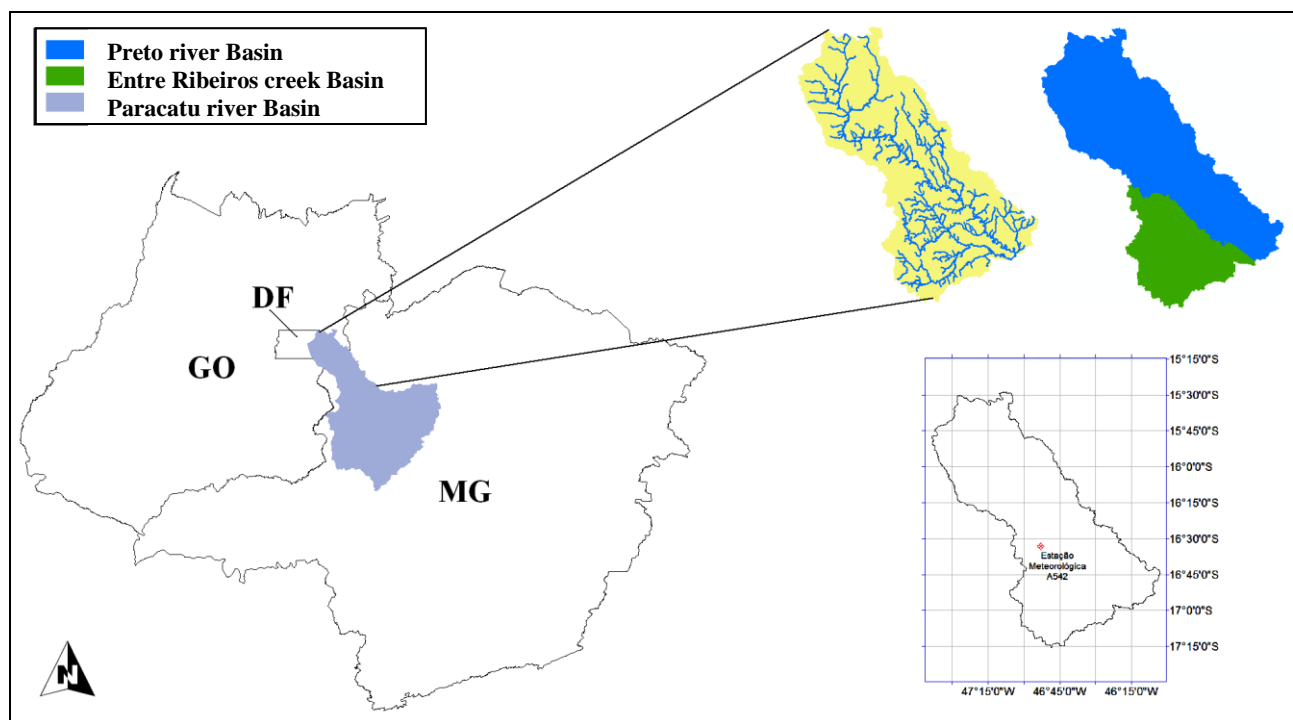 Preto river Basin
Entre Ribeiros creek Basin
Paracatu river Basin
DF
GO
MG
N
15°15'0"S
15°30'0"S
15°45'0"S
16°0'0"S
16°15'0"S
16°30'0"S
16°45'0"S
17°0'0"S
17°15'0"S
Estação
Meteorológica
A542
47°15'0"W
46°45'0"W
46°15'0"W